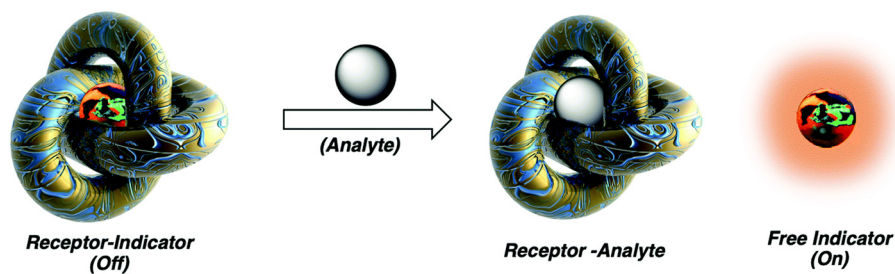 Receptor-Indicator
(Off)
(Analyte)
Receptor -Analyte
Free Indicator
(On)